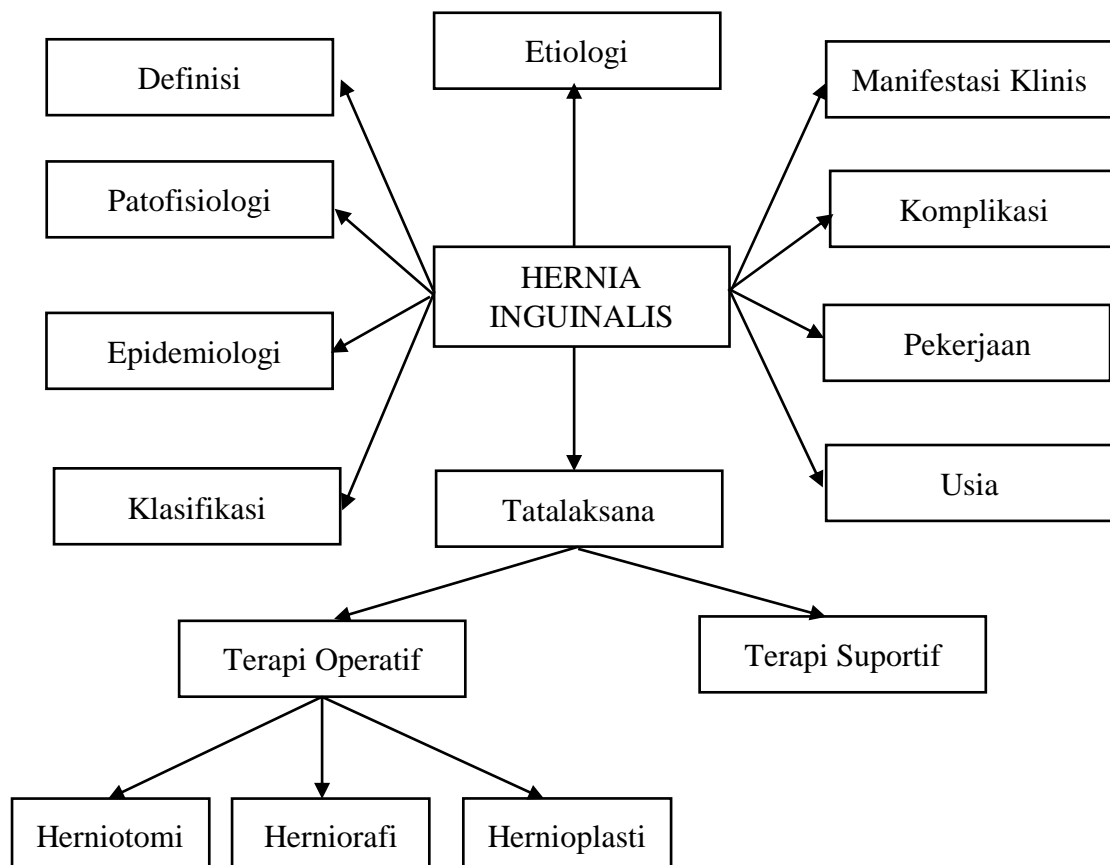 Etiologi
Definisi
Manifestasi Klinis
Patofisiologi
Komplikasi
HERNIA
INGUINALIS
Epidemiologi
Pekerjaan
Klasifikasi
Tatalaksana
Usia
Terapi Operatif
Terapi Suportif
Herniotomi
Herniorafi
Hernioplasti